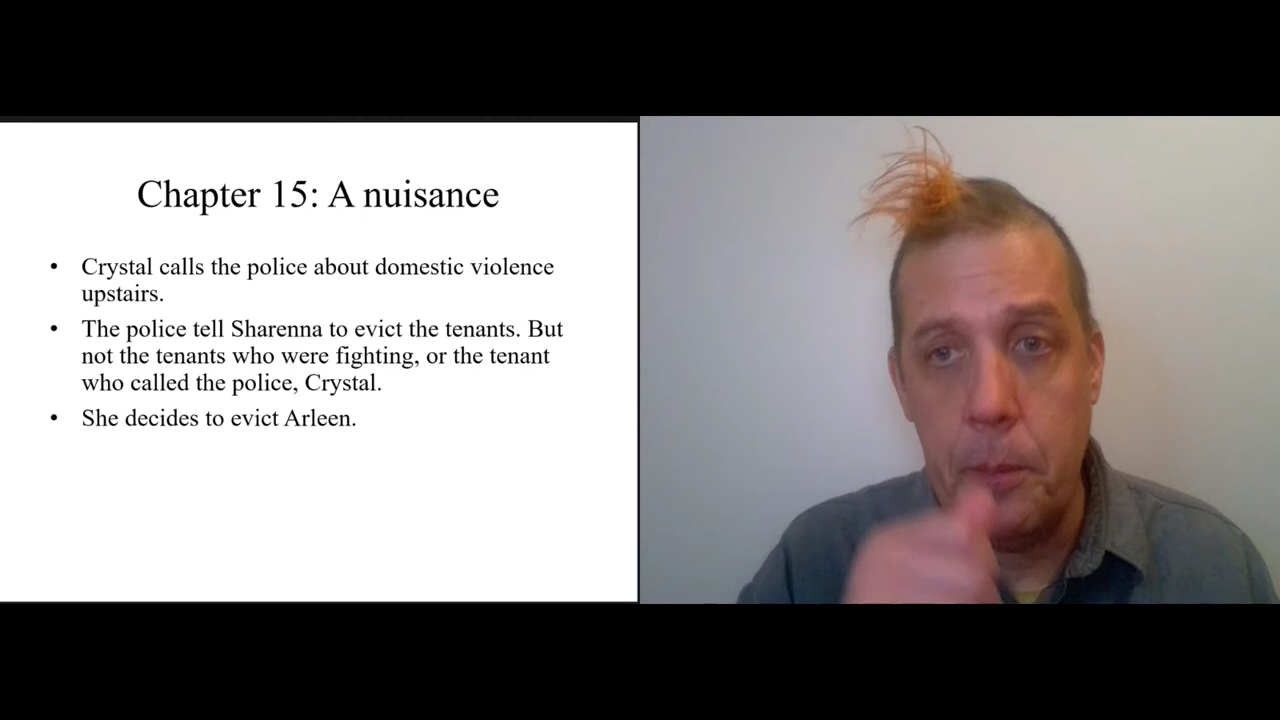 Chapter 15: A nuisance
• Crystal calls the police about domestic violence
upstairs.
• The police tell Sharenna to evict the tenants. But
not the tenants who were fighting, or the tenant
who called the police, Crystal.
• She decides to evict Arleen.